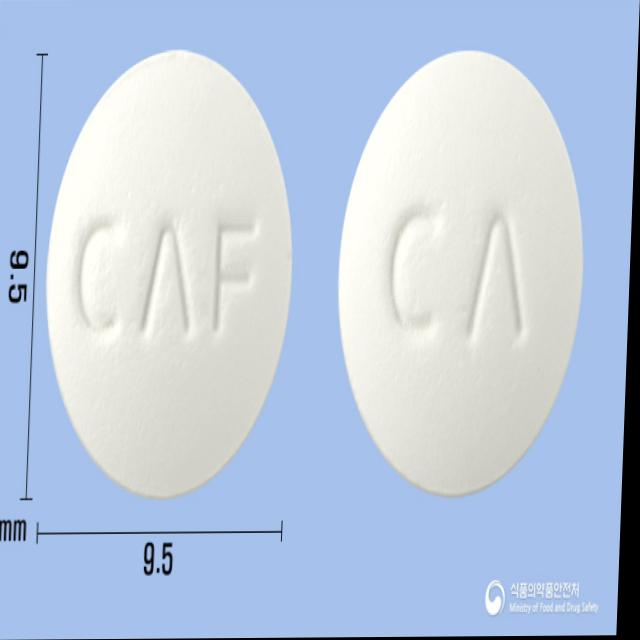 9.5
CAF
CA
mm
9.5
식품의약품안전처
Ministry of Food and Drug Safety